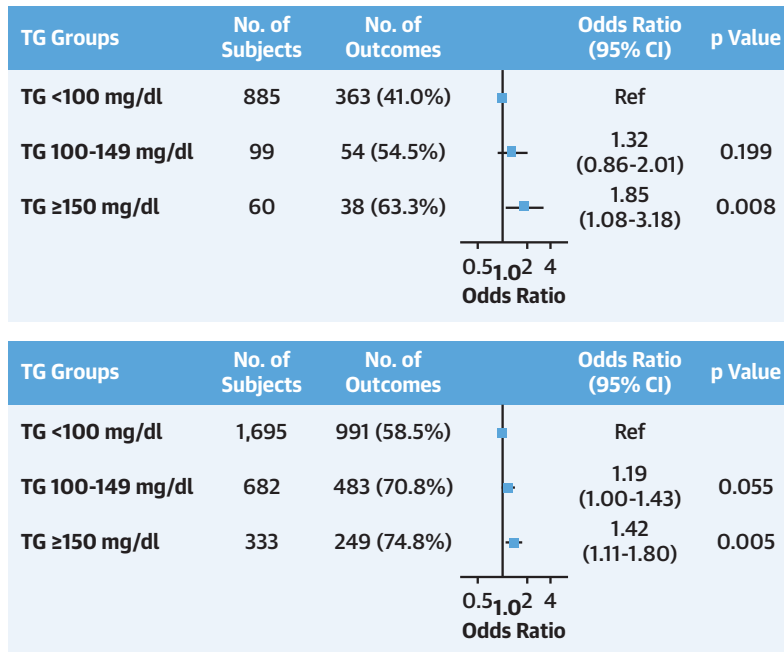 TG Groups No. of Subjects No. of Outcomes Odds Ratio (95% CI) p Value
TG <100 mg/dl 885 363 (41.0%) Ref
TG 100-149 mg/dl 99 54 (54.5%) 1.32 (0.86-2.01) 0.199
TG ≥150 mg/dl 60 38 (63.3%) 1.85 (1.08-3.18) 0.008
0.5 1.0 2 4
Odds Ratio
TG Groups No. of Subjects No. of Outcomes Odds Ratio (95% CI) p Value
TG <100 mg/dl 1,695 991 (58.5%) Ref
TG 100-149 mg/dl 682 483 (70.8%) 1.19 (1.00-1.43) 0.055
TG ≥150 mg/dl 333 249 (74.8%) 1.42 (1.11-1.80) 0.005
0.5 1.0 2 4
Odds Ratio